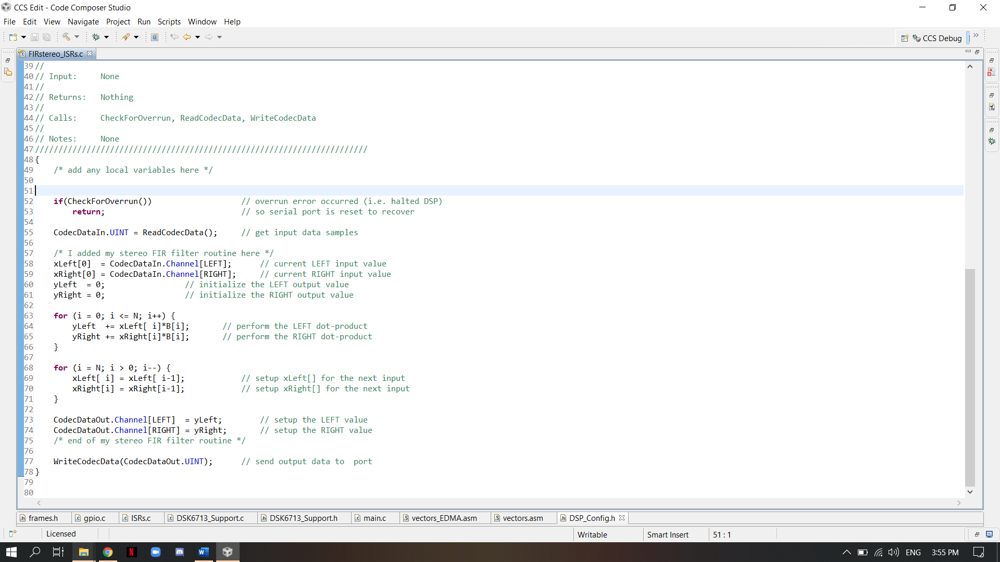 CCS Edit - Code Composer Studio
File Edit View Navigate Project Run Scripts Window Help
CCS Debug
FIRstereo_ISRs.c
39 //
40 // Input:     None
41 //
42 // Returns:   Nothing
43 //
44 // Calls:     CheckForOverrun, ReadCodecData, WriteCodecData
45 //
46 // Notes:     None
47 ///////////////////////////////////////////////////////////////////////
48 {
49     /* add any local variables here */
50
51
52     if(CheckForOverrun())                   // overrun error occurred (i.e. halted DSP)
53         return;                             // so serial port is reset to recover
54
55     CodecDataIn.UINT = ReadCodecData();     // get input data samples
56
57     /* I added my stereo FIR filter routine here */
58     xLeft[0]  = CodecDataIn.Channel[LEFT];      // current LEFT input value
59     xRight[0] = CodecDataIn.Channel[RIGHT];     // current RIGHT input value
60     yLeft  = 0;                 // initialize the LEFT output value
61     yRight = 0;                 // initialize the RIGHT output value
62
63     for (i = 0; i <= N; i++) {
64         yLeft  += xLeft[ i]*B[i];       // perform the LEFT dot-product
65         yRight += xRight[i]*B[i];       // perform the RIGHT dot-product
66     }
67
68     for (i = N; i > 0; i--) {
69         xLeft[ i] = xLeft[ i-1];            // setup xLeft[] for the next input
70         xRight[i] = xRight[i-1];            // setup xRight[] for the next input
71     }
72
73     CodecDataOut.Channel[LEFT]  = yLeft;        // setup the LEFT value
74     CodecDataOut.Channel[RIGHT] = yRight;       // setup the RIGHT value
75     /* end of my stereo FIR filter routine */
76
77     WriteCodecData(CodecDataOut.UINT);      // send output data to  port
78 }
79
80
frames.h gpio.c ISRs.c DSK6713_Support.c DSK6713_Support.h main.c vectors_EDMA.asm vectors.asm DSP_Config.h
Licensed Writable Smart Insert 51 : 1
ENG 3:55 PM